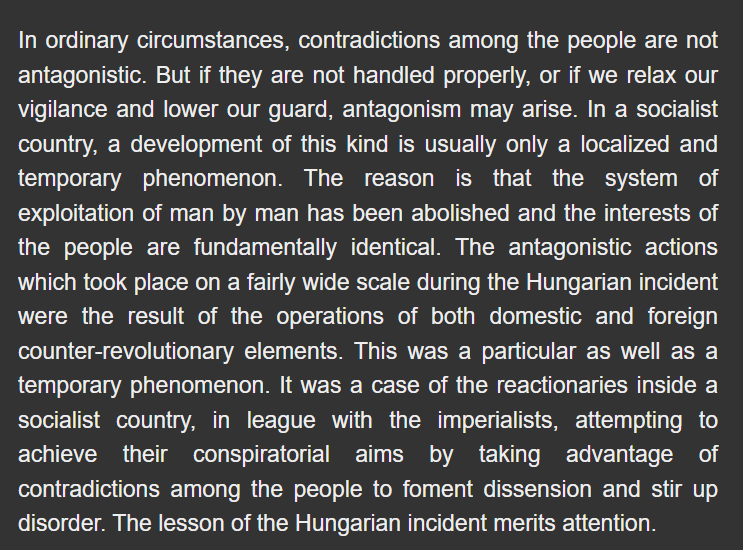 In ordinary circumstances, contradictions among the people are not
antagonistic. But if they are not handled properly, or if we relax our
vigilance and lower our guard, antagonism may arise. In a socialist
country, a development of this kind is usually only a localized and
temporary phenomenon. The reason is that the system of
exploitation of man by man has been abolished and the interests of
the people are fundamentally identical. The antagonistic actions
which took place on a fairly wide scale during the Hungarian incident
were the result of the operations of both domestic and foreign
counter-revolutionary elements. This was a particular as well as a
temporary phenomenon. It was a case of the reactionaries inside a
socialist country, in league with the imperialists, attempting to
achieve their conspiratorial aims by taking advantage of
contradictions among the people to foment dissension and stir up
disorder. The lesson of the Hungarian incident merits attention.